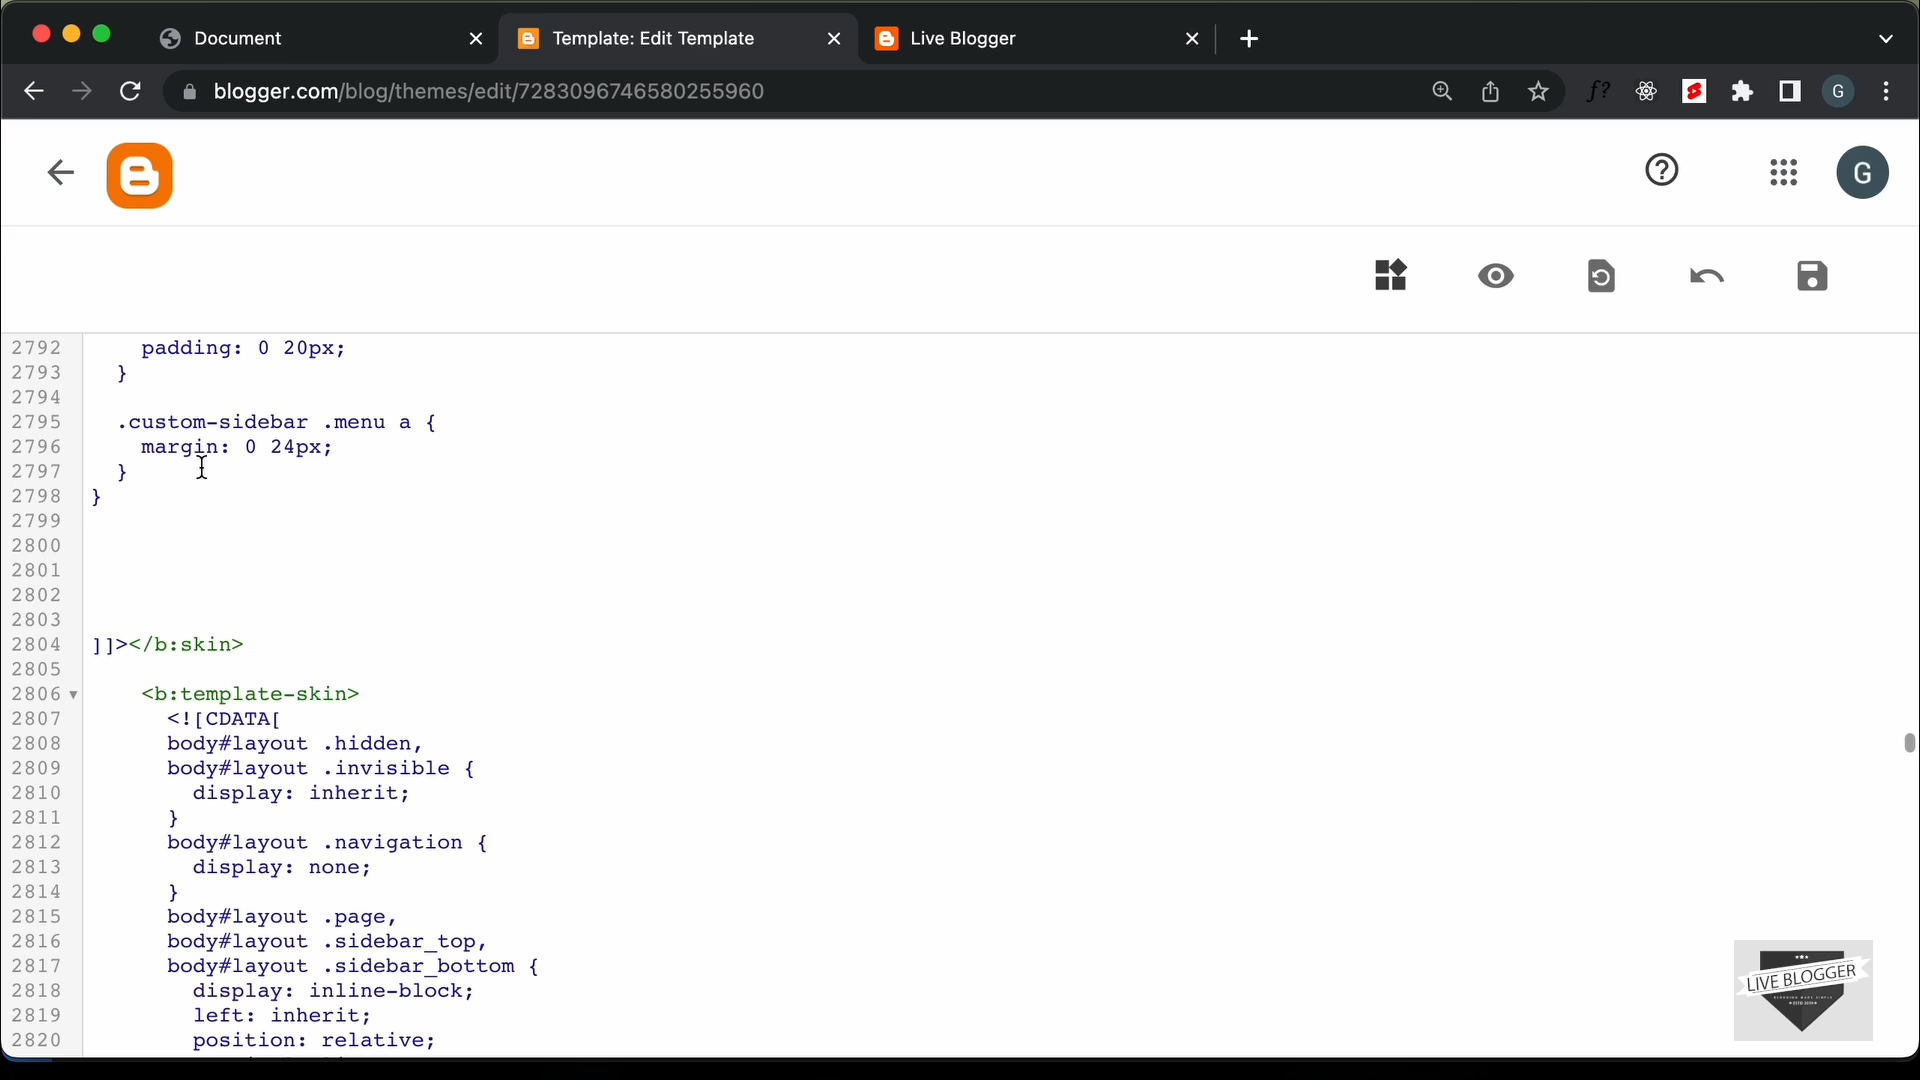 Document
Template: Edit Template
Live Blogger
blogger.com/blog/themes/edit/7283096746580255960
f?
G
G
2792 padding: 0 20px;
2793 }
2794
2795 .custom-sidebar .menu a {
2796 margin: 0 24px;
2797 }
2798 }
2799
2800
2801
2802
2803
2804 ]]></b:skin>
2805
2806 <b:template-skin>
2807 <![CDATA[
2808 body#layout .hidden,
2809 body#layout .invisible {
2810 display: inherit;
2811 }
2812 body#layout .navigation {
2813 display: none;
2814 }
2815 body#layout .page,
2816 body#layout .sidebar_top,
2817 body#layout .sidebar_bottom {
2818 display: inline-block;
2819 left: inherit;
2820 position: relative;
LIVE BLOGGER